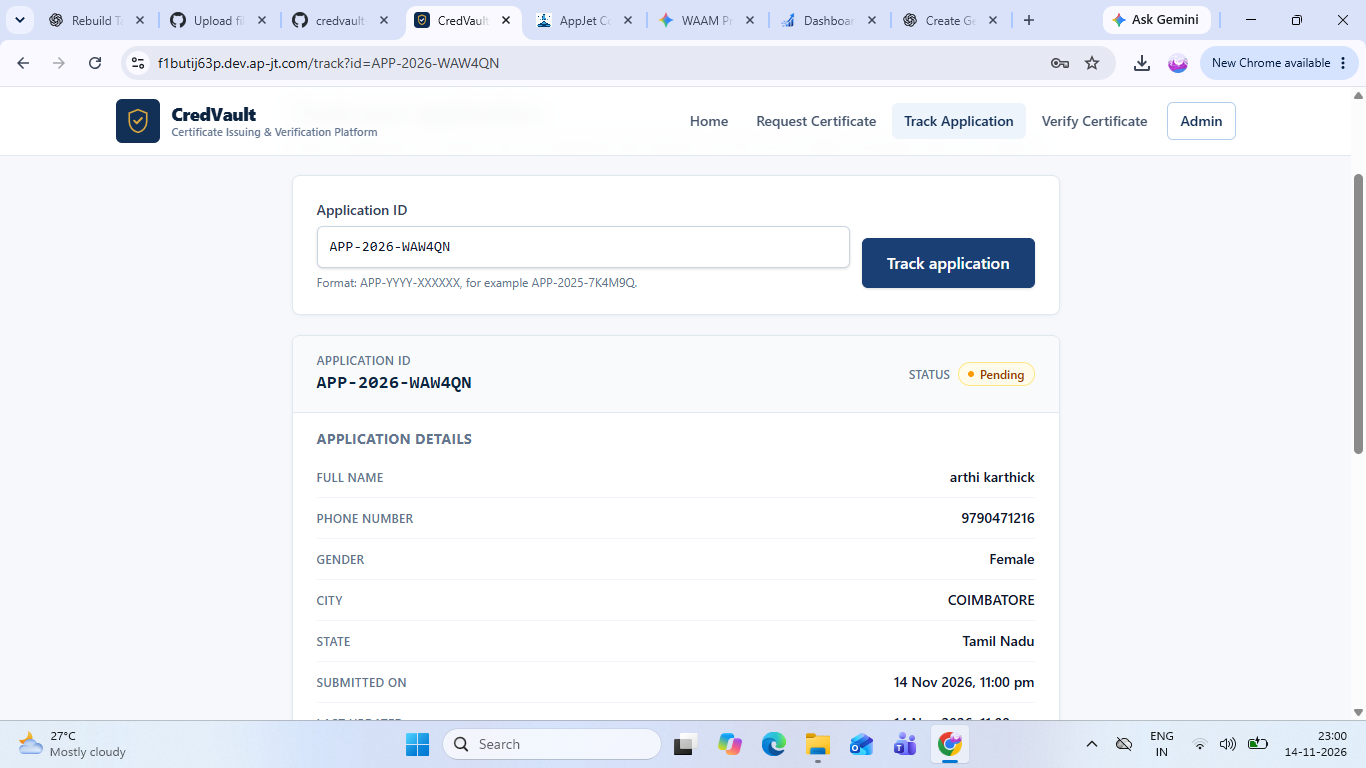 Rebuild Ta
Upload fil
credvault
CredVault
AppJet Co
WAAM Pr
Dashboar
Create Ge
Ask Gemini
f1butij63p.dev.ap-jt.com/track?id=APP-2026-WAW4QN
New Chrome available
CredVault
Certificate Issuing & Verification Platform
Home
Request Certificate
Track Application
Verify Certificate
Admin
Application ID
APP-2026-WAW4QN
Format: APP-YYYY-XXXXXX, for example APP-2025-7K4M9Q.
Track application
APPLICATION ID
APP-2026-WAW4QN
STATUS
Pending
APPLICATION DETAILS
FULL NAME
arthi karthick
PHONE NUMBER
9790471216
GENDER
Female
CITY
COIMBATORE
STATE
Tamil Nadu
SUBMITTED ON
14 Nov 2026, 11:00 pm
27°C
Mostly cloudy
Search
ENG
IN
23:00
14-11-2026